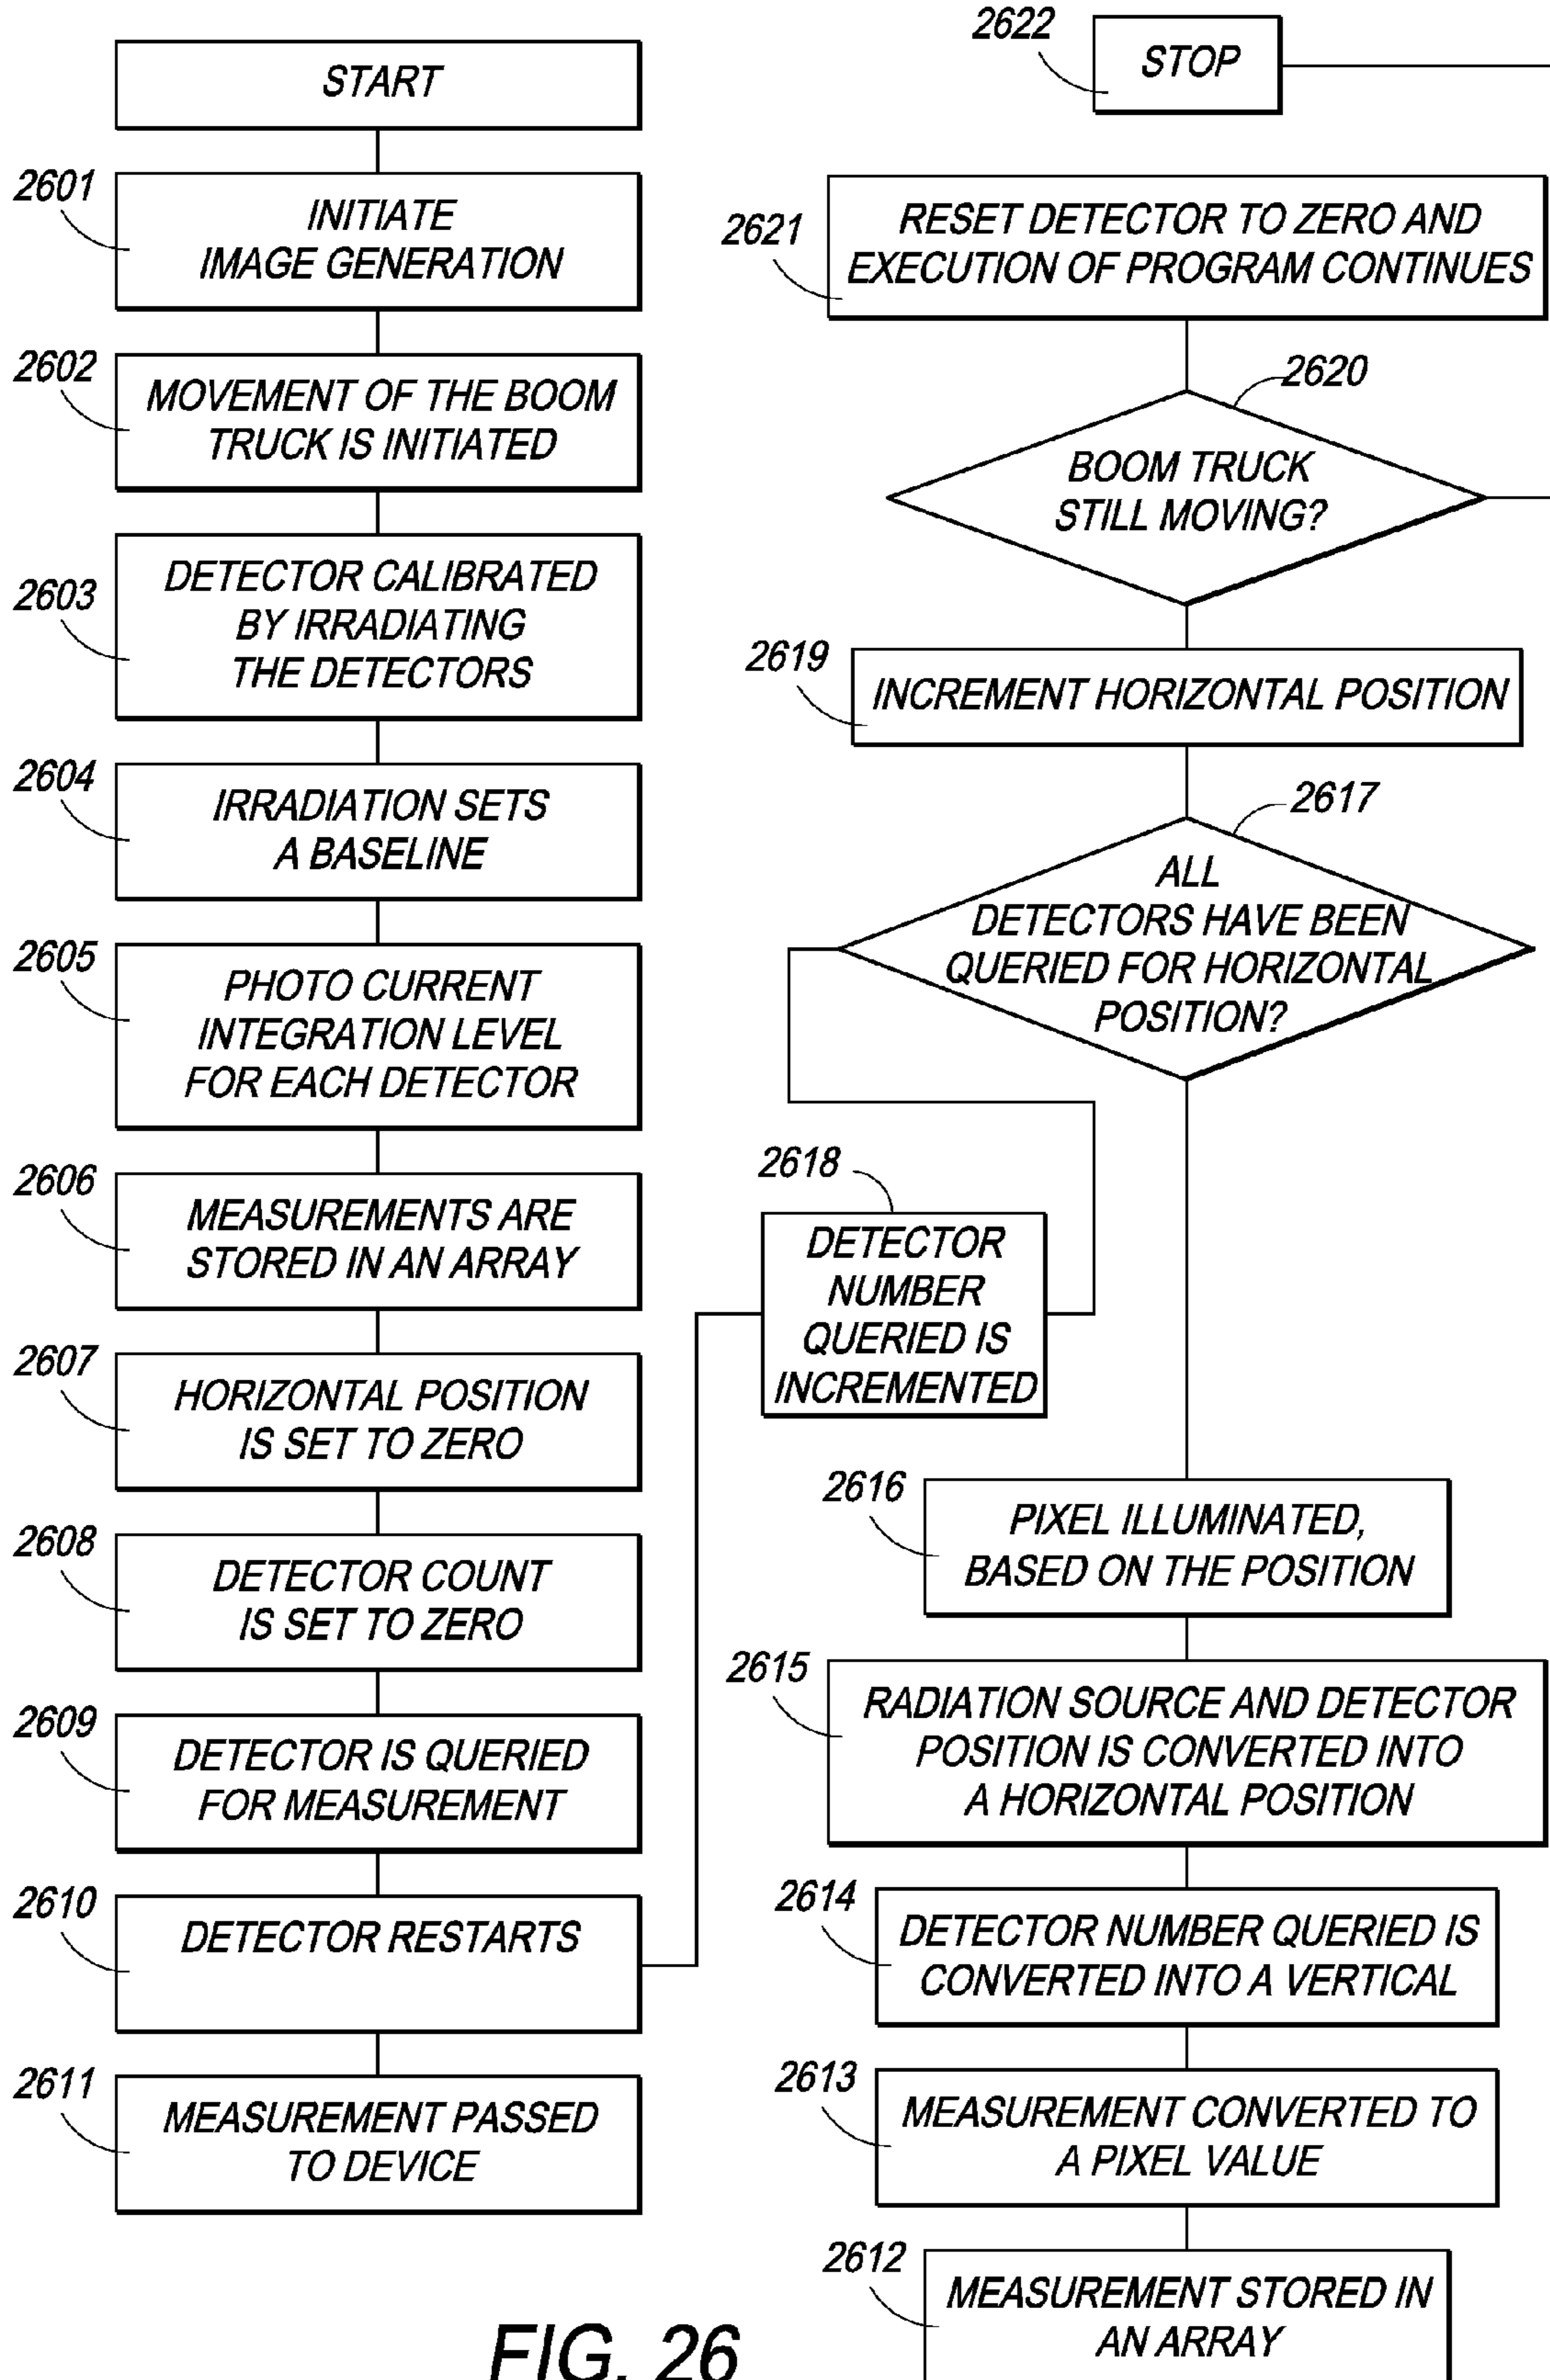 START
2601
INITIATE
IMAGE GENERATION
2602
MOVEMENT OF THE BOOM
TRUCK IS INITIATED
2603
DETECTOR CALIBRATED
BY IRRADIATING
THE DETECTORS
2604
IRRADIATION SETS
A BASELINE
2605
PHOTO CURRENT
INTEGRATION LEVEL
FOR EACH DETECTOR
2606
MEASUREMENTS ARE
STORED IN AN ARRAY
2607
HORIZONTAL POSITION
IS SET TO ZERO
2608
DETECTOR COUNT
IS SET TO ZERO
2609
DETECTOR IS QUERIED
FOR MEASUREMENT
2610
DETECTOR RESTARTS
2611
MEASUREMENT PASSED
TO DEVICE
2622
STOP
2621
RESET DETECTOR TO ZERO AND
EXECUTION OF PROGRAM CONTINUES
2620
BOOM TRUCK
STILL MOVING?
2619
INCREMENT HORIZONTAL POSITION
2617
ALL
DETECTORS HAVE BEEN
QUERIED FOR HORIZONTAL
POSITION?
2618
DETECTOR
NUMBER
QUERIED IS
INCREMENTED
2616
PIXEL ILLUMINATED,
BASED ON THE POSITION
2615
RADIATION SOURCE AND DETECTOR
POSITION IS CONVERTED INTO
A HORIZONTAL POSITION
2614
DETECTOR NUMBER QUERIED IS
CONVERTED INTO A VERTICAL
2613
MEASUREMENT CONVERTED TO
A PIXEL VALUE
2612
MEASUREMENT STORED IN
AN ARRAY
FIG. 26